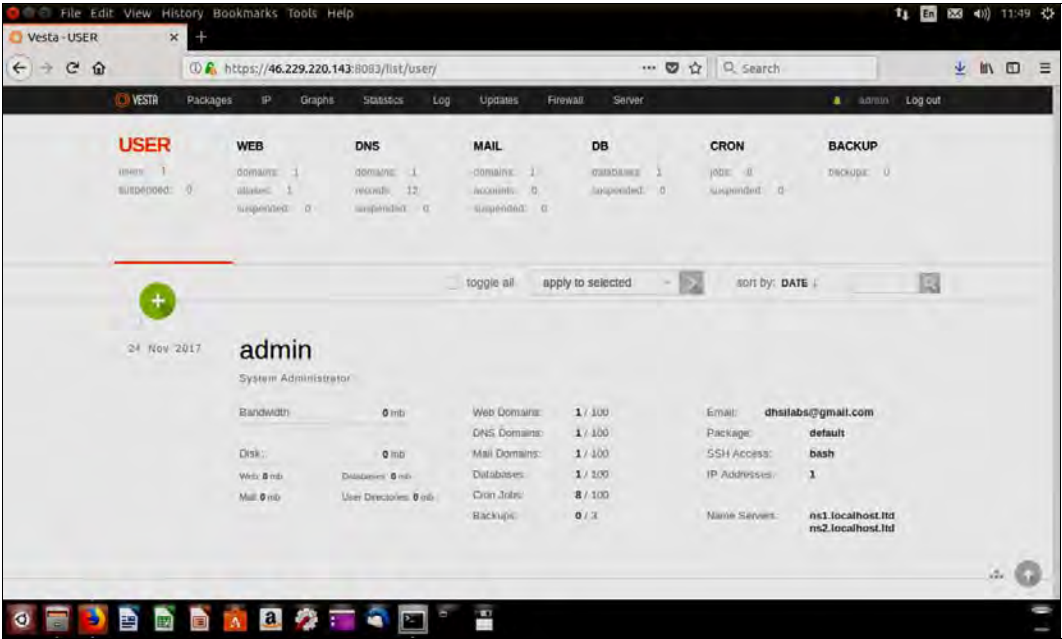 File Edit View History Bookmarks Tools Help
En
11:49
Vesta - USER
https://46.229.220.143:8083/list/user/
Search
VESTA Packages IP Graphs Statistics Log Updates Firewall Server admin Log out
USER WEB DNS MAIL DB CRON BACKUP
users: 1 domains: 1 domains: 1 domains: 1 databases: 1 jobs: 8 backups: 0
suspended: 0 aliases: 1 records: 12 accounts: 0 suspended: 0 suspended: 0
suspended: 0 suspended: 0 suspended: 0
toggle all apply to selected sort by: DATE ↓
24 Nov 2017 admin
System Administrator
Bandwidth 0 mb Web Domains: 1 / 100 Email: dhsilabs@gmail.com
DNS Domains: 1 / 100 Package: default
Disk: 0 mb Mail Domains: 1 / 100 SSH Access: bash
Web: 0 mb Databases: 0 mb Databases: 1 / 100 IP Addresses: 1
Mail: 0 mb User Directories: 0 mb Cron Jobs: 8 / 100
Backups: 0 / 3 Name Servers: ns1.localhost.ltd
ns2.localhost.ltd